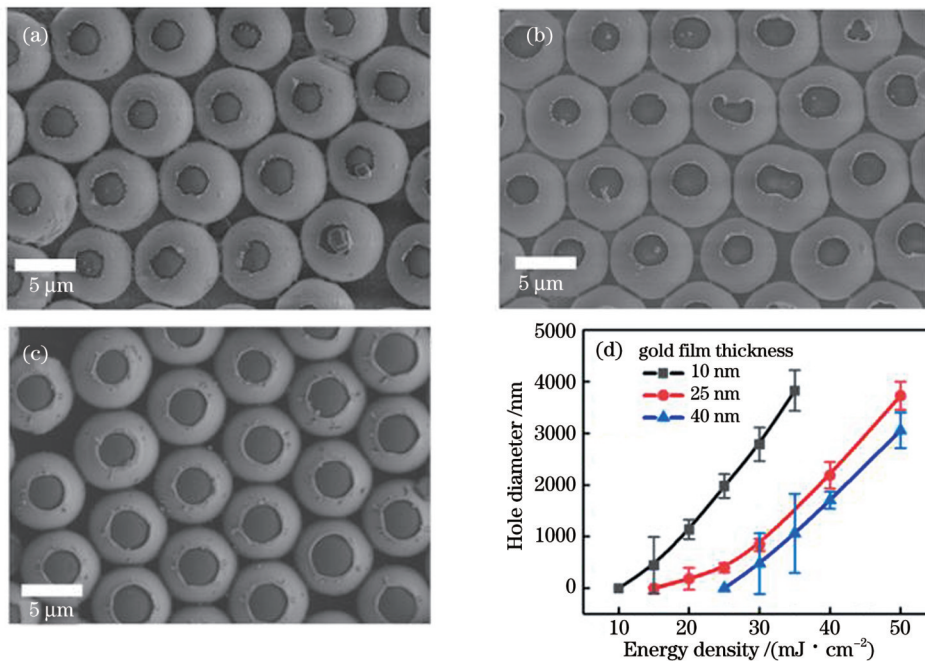 (a)
5 μm
(b)
5 μm
(c)
5 μm
(d)
gold film thickness
10 nm
25 nm
40 nm
Hole diameter /nm
5000
4000
3000
2000
1000
0
10 20 30 40 50
Energy density /(mJ · cm⁻²)